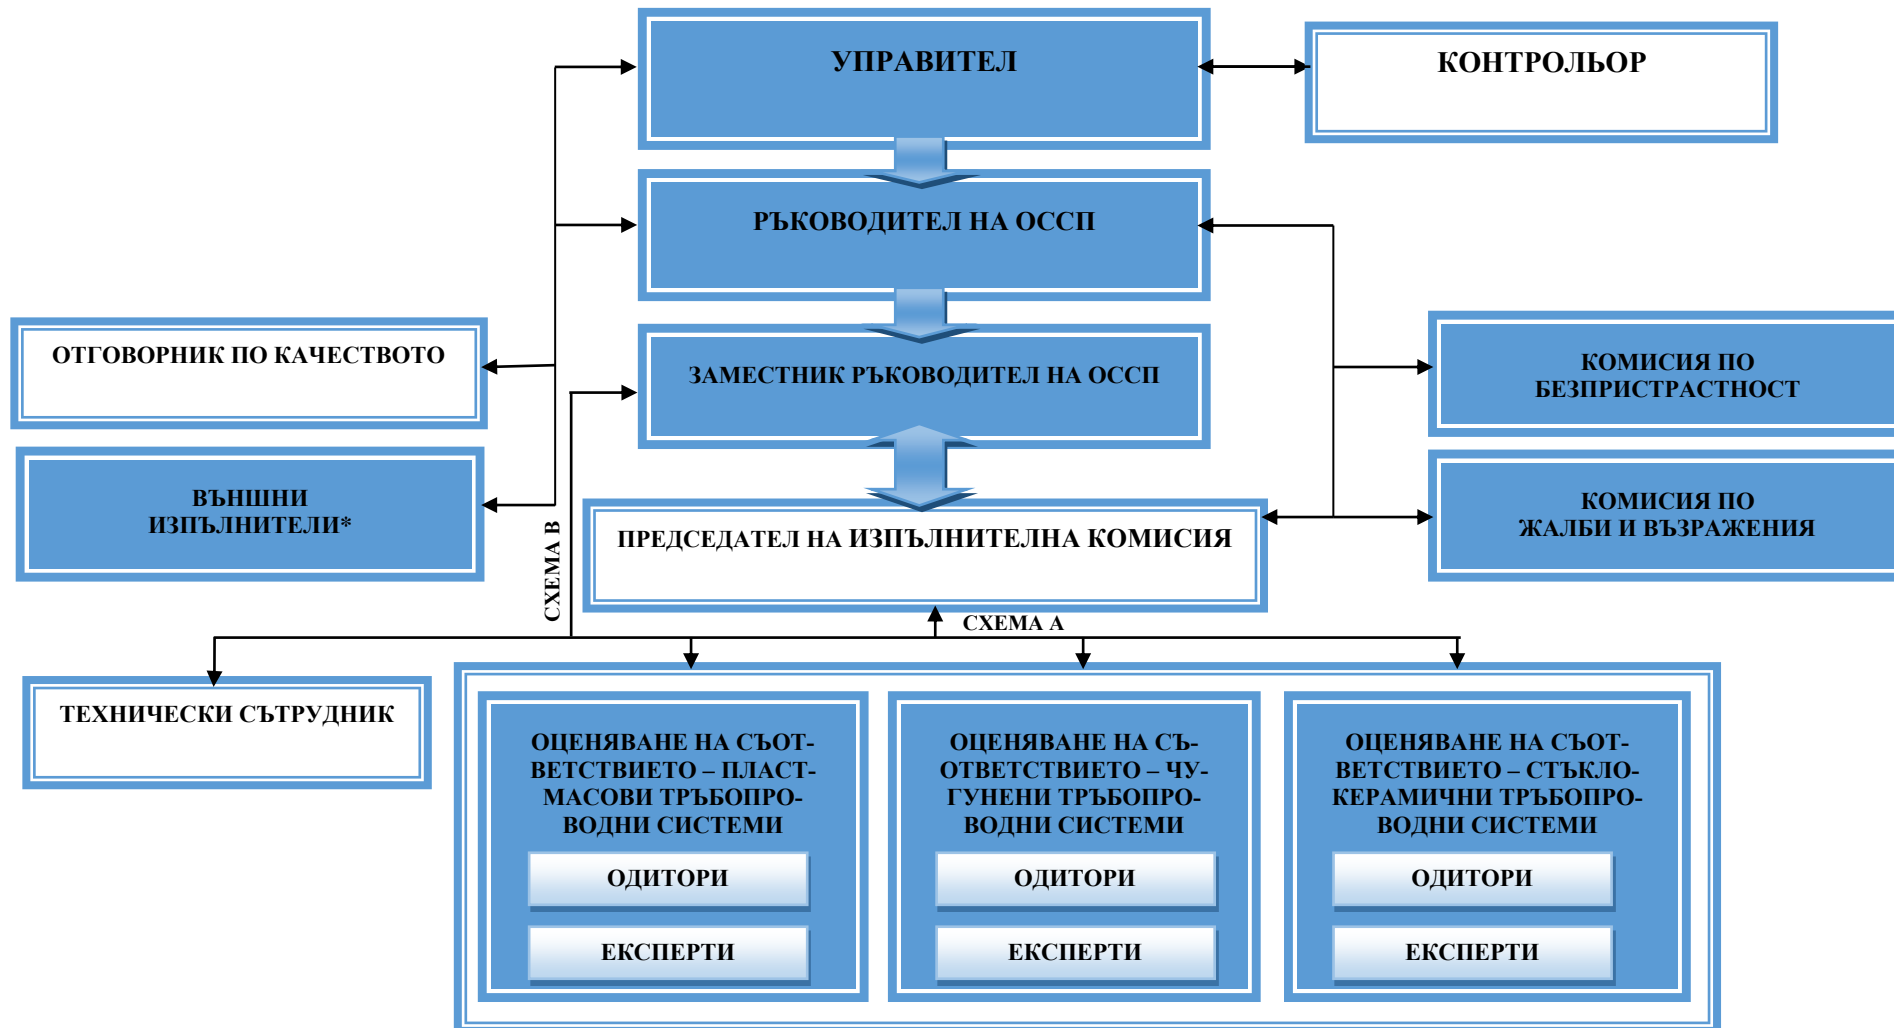 УПРАВИТЕЛ
КОНТРОЛЬОР
РЪКОВОДИТЕЛ НА ОССП
ОТГОВОРНИК ПО КАЧЕСТВОТО
ЗАМЕСТНИК РЪКОВОДИТЕЛ НА ОССП
КОМИСИЯ ПО
БЕЗПРИСТРАСТНОСТ
ВЪНШНИ
ИЗПЪЛНИТЕЛИ*
КОМИСИЯ ПО
ЖАЛБИ И ВЪЗРАЖЕНИЯ
СХЕМА В
ПРЕДСЕДАТЕЛ НА ИЗПЪЛНИТЕЛНА КОМИСИЯ
СХЕМА А
ТЕХНИЧЕСКИ СЪТРУДНИК
ОЦЕНЯВАНЕ НА СЪОТ-
ВЕТСТВИЕТО – ПЛАСТ-
МАСОВИ ТРЪБОПРО-
ВОДНИ СИСТЕМИ
ОДИТОРИ
ЕКСПЕРТИ
ОЦЕНЯВАНЕ НА СЪ-
ОТВЕТСТВИЕТО – ЧУ-
ГУНЕНИ ТРЪБОПРО-
ВОДНИ СИСТЕМИ
ОДИТОРИ
ЕКСПЕРТИ
ОЦЕНЯВАНЕ НА СЪОТ-
ВЕТСТВИЕТО – СТЪКЛО-
КЕРАМИЧНИ ТРЪБОПРО-
ВОДНИ СИСТЕМИ
ОДИТОРИ
ЕКСПЕРТИ